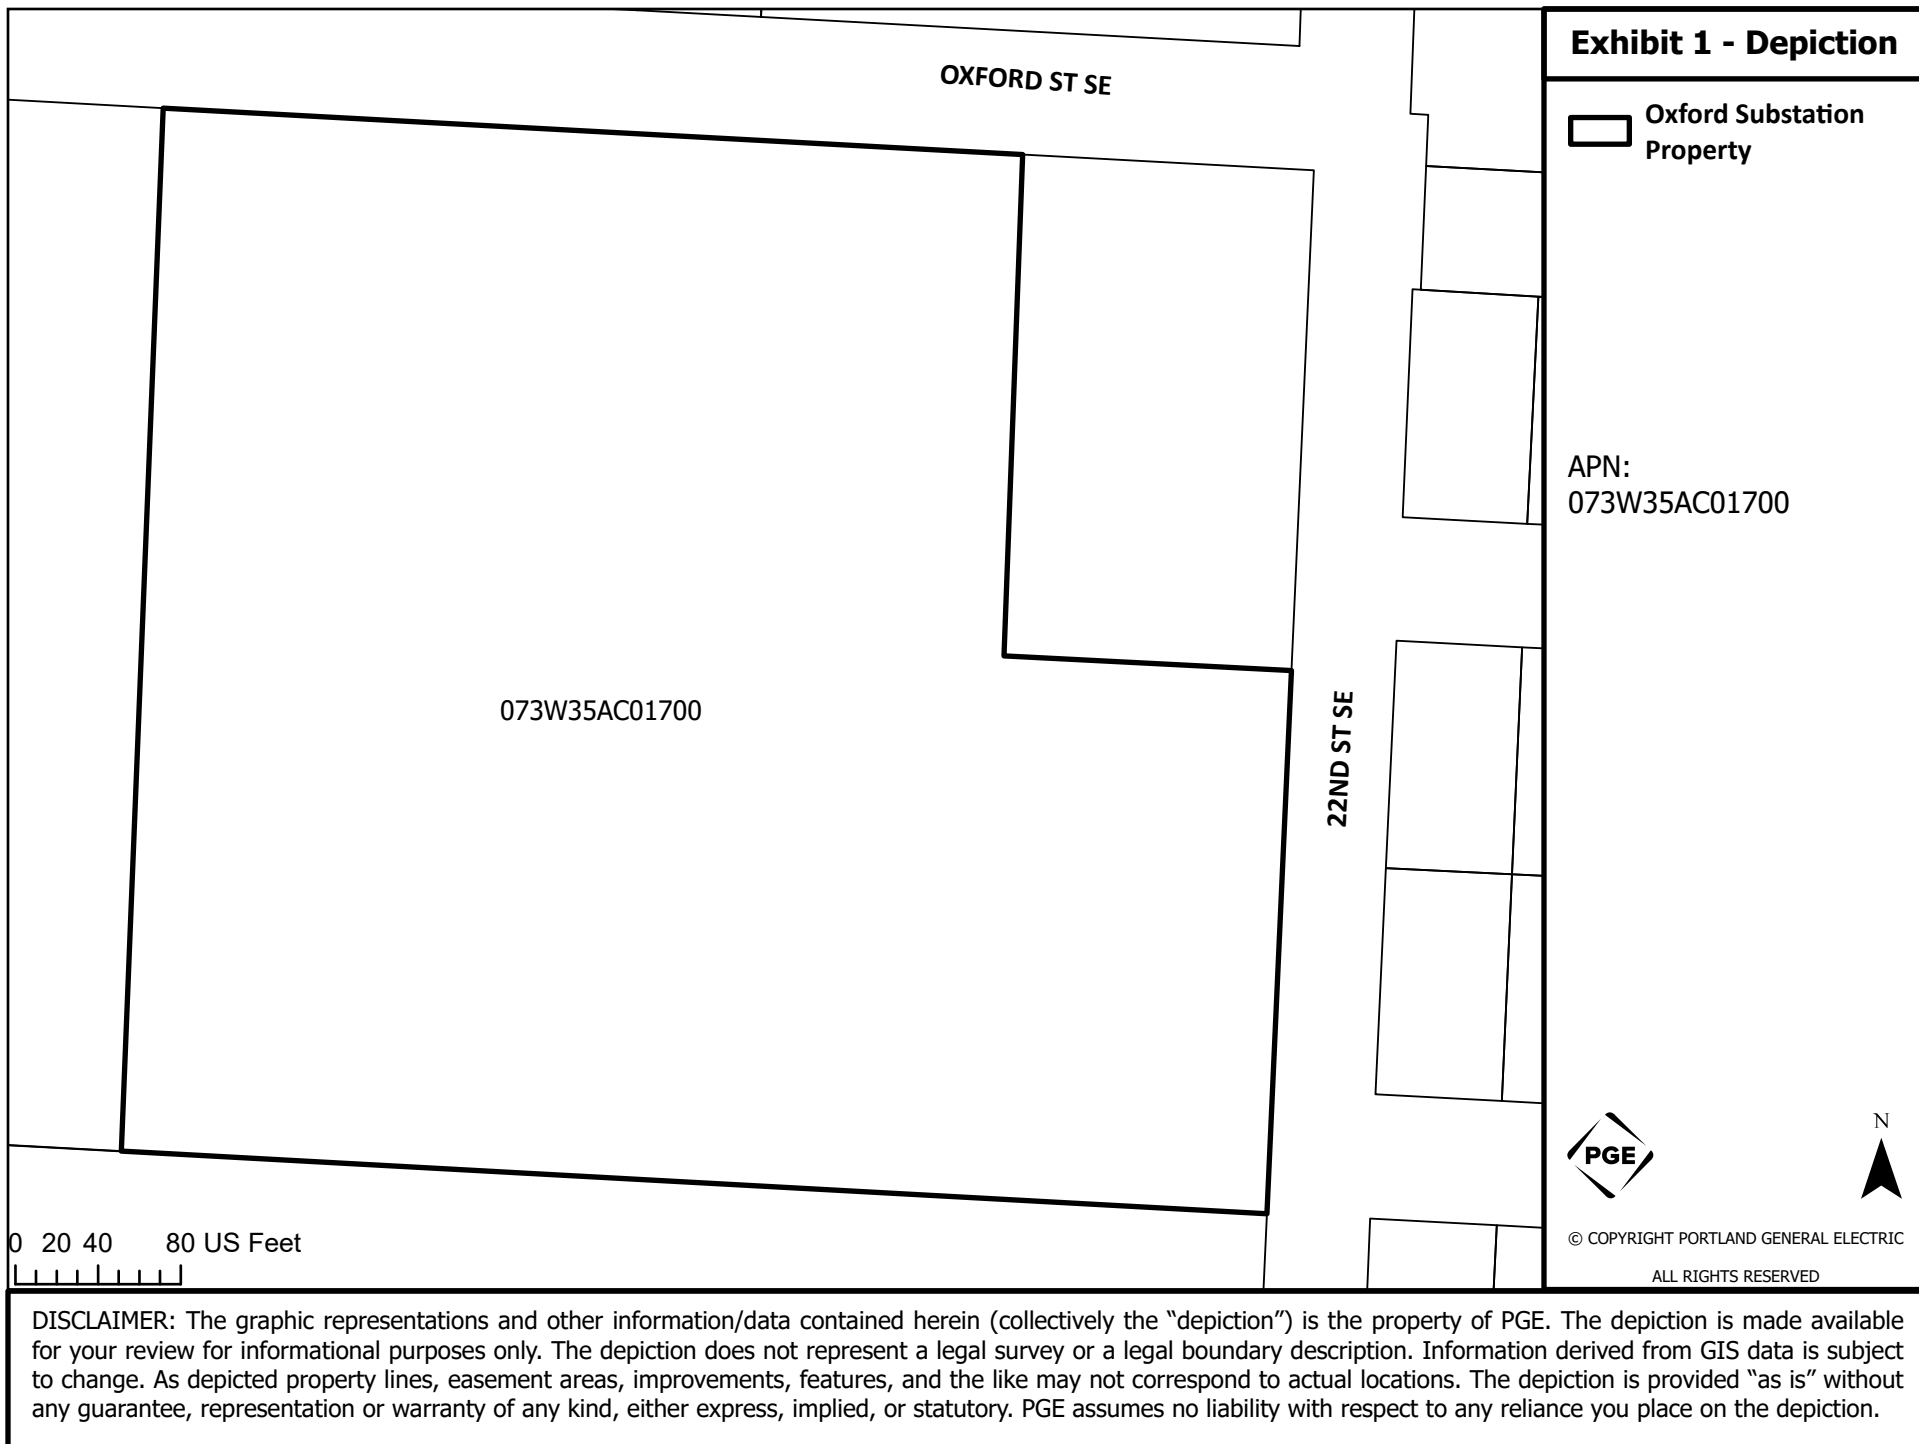 OXFORD ST SE
073W35AC01700
22ND ST SE
0 20 40 80 US Feet
Exhibit 1 - Depiction
Oxford Substation
Property
APN:
073W35AC01700
PGE
N
© COPYRIGHT PORTLAND GENERAL ELECTRIC
ALL RIGHTS RESERVED
DISCLAIMER: The graphic representations and other information/data contained herein (collectively the “depiction”) is the property of PGE. The depiction is made available
for your review for informational purposes only. The depiction does not represent a legal survey or a legal boundary description. Information derived from GIS data is subject
to change. As depicted property lines, easement areas, improvements, features, and the like may not correspond to actual locations. The depiction is provided “as is” without
any guarantee, representation or warranty of any kind, either express, implied, or statutory. PGE assumes no liability with respect to any reliance you place on the depiction.